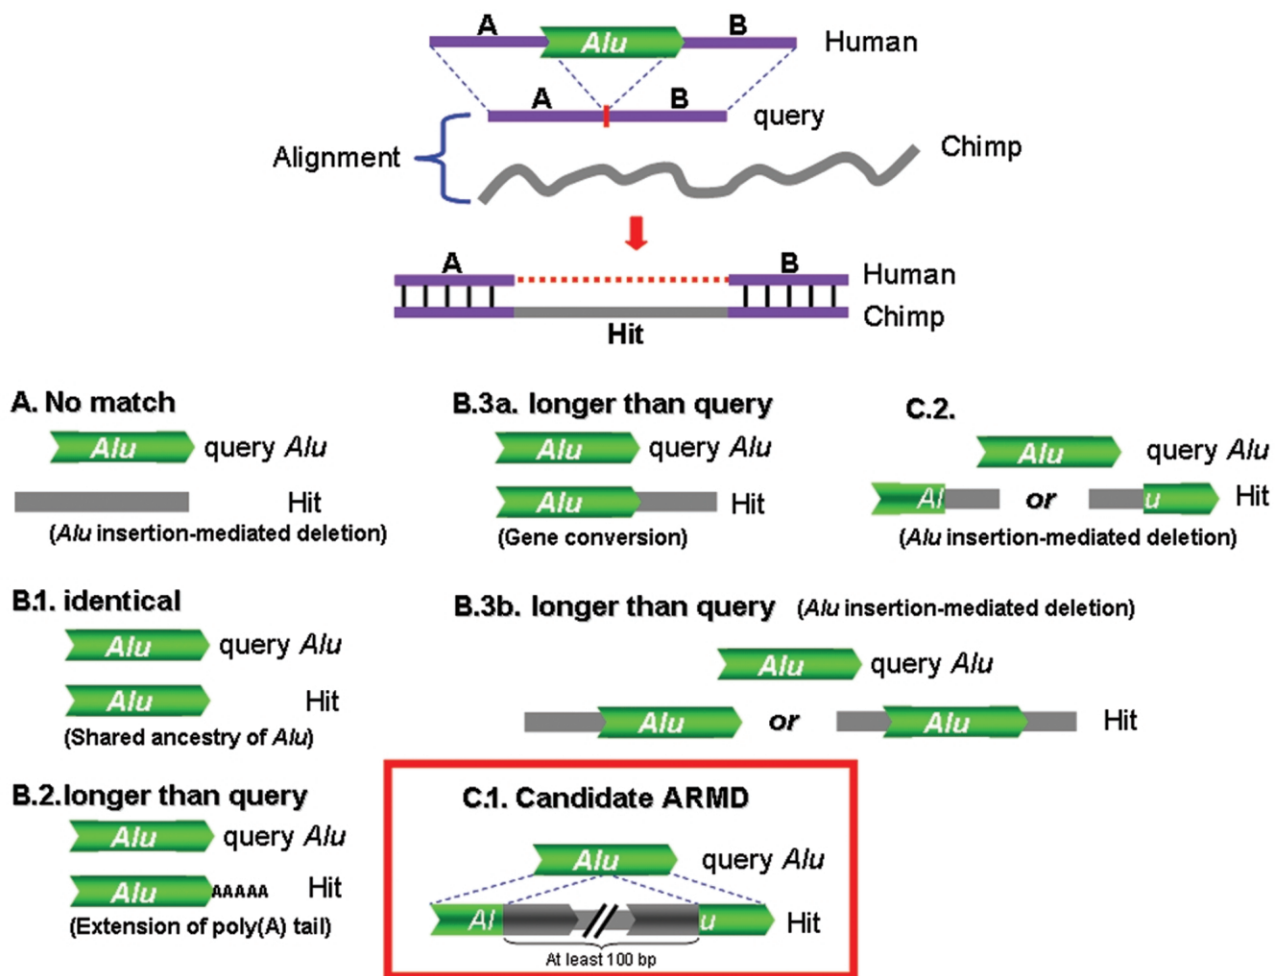 A Alu B Human
A B query
Alignment
Chimp
A B Human
Hit Chimp
A. No match
Alu query Alu
Hit
(Alu insertion-mediated deletion)
B.3a. longer than query
Alu query Alu
Alu Hit
(Gene conversion)
C.2.
Alu query Alu
Al or u Hit
(Alu insertion-mediated deletion)
B.1. identical
Alu query Alu
Alu Hit
(Shared ancestry of Alu)
B.3b. longer than query (Alu insertion-mediated deletion)
Alu query Alu
Alu or Alu Hit
B.2.longer than query
Alu query Alu
Alu AAAAA Hit
(Extension of poly(A) tail)
C.1. Candidate ARMD
Alu query Alu
Al // u Hit
At least 100 bp